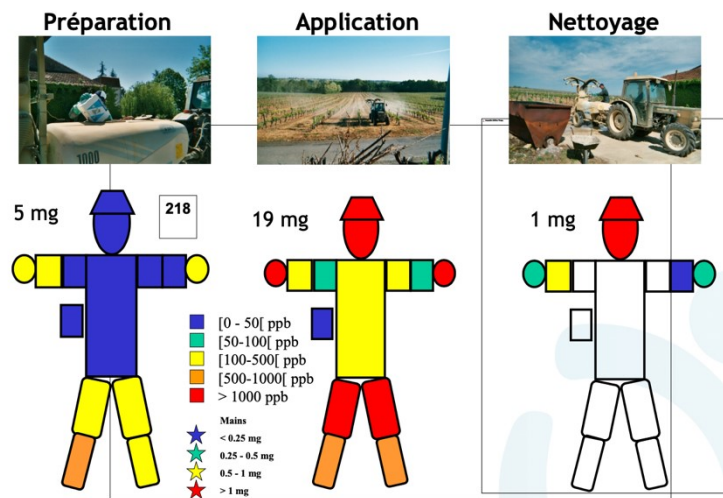 Préparation
Application
Nettoyage
1000
5 mg
218
19 mg
1 mg
[0 - 50[ ppb
[50-100[ ppb
[100-500[ ppb
[500-1000[ ppb
> 1000 ppb
Mains
< 0.25 mg
0.25 - 0.5 mg
0.5 - 1 mg
> 1 mg